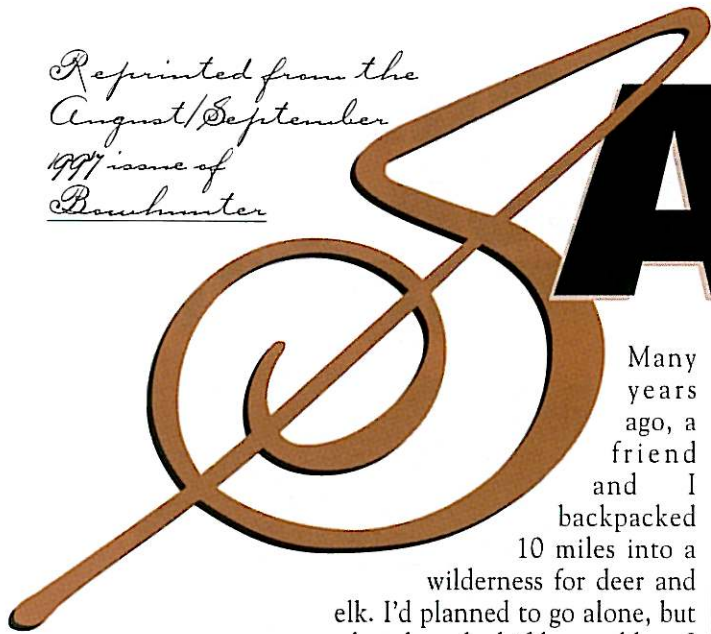 Reprinted from the
August/September
1997 issue of
Bowhunter
S A
Many
years
ago, a
friend
and I
backpacked
10 miles into a
wilderness for deer and
elk. I'd planned to go alone, but